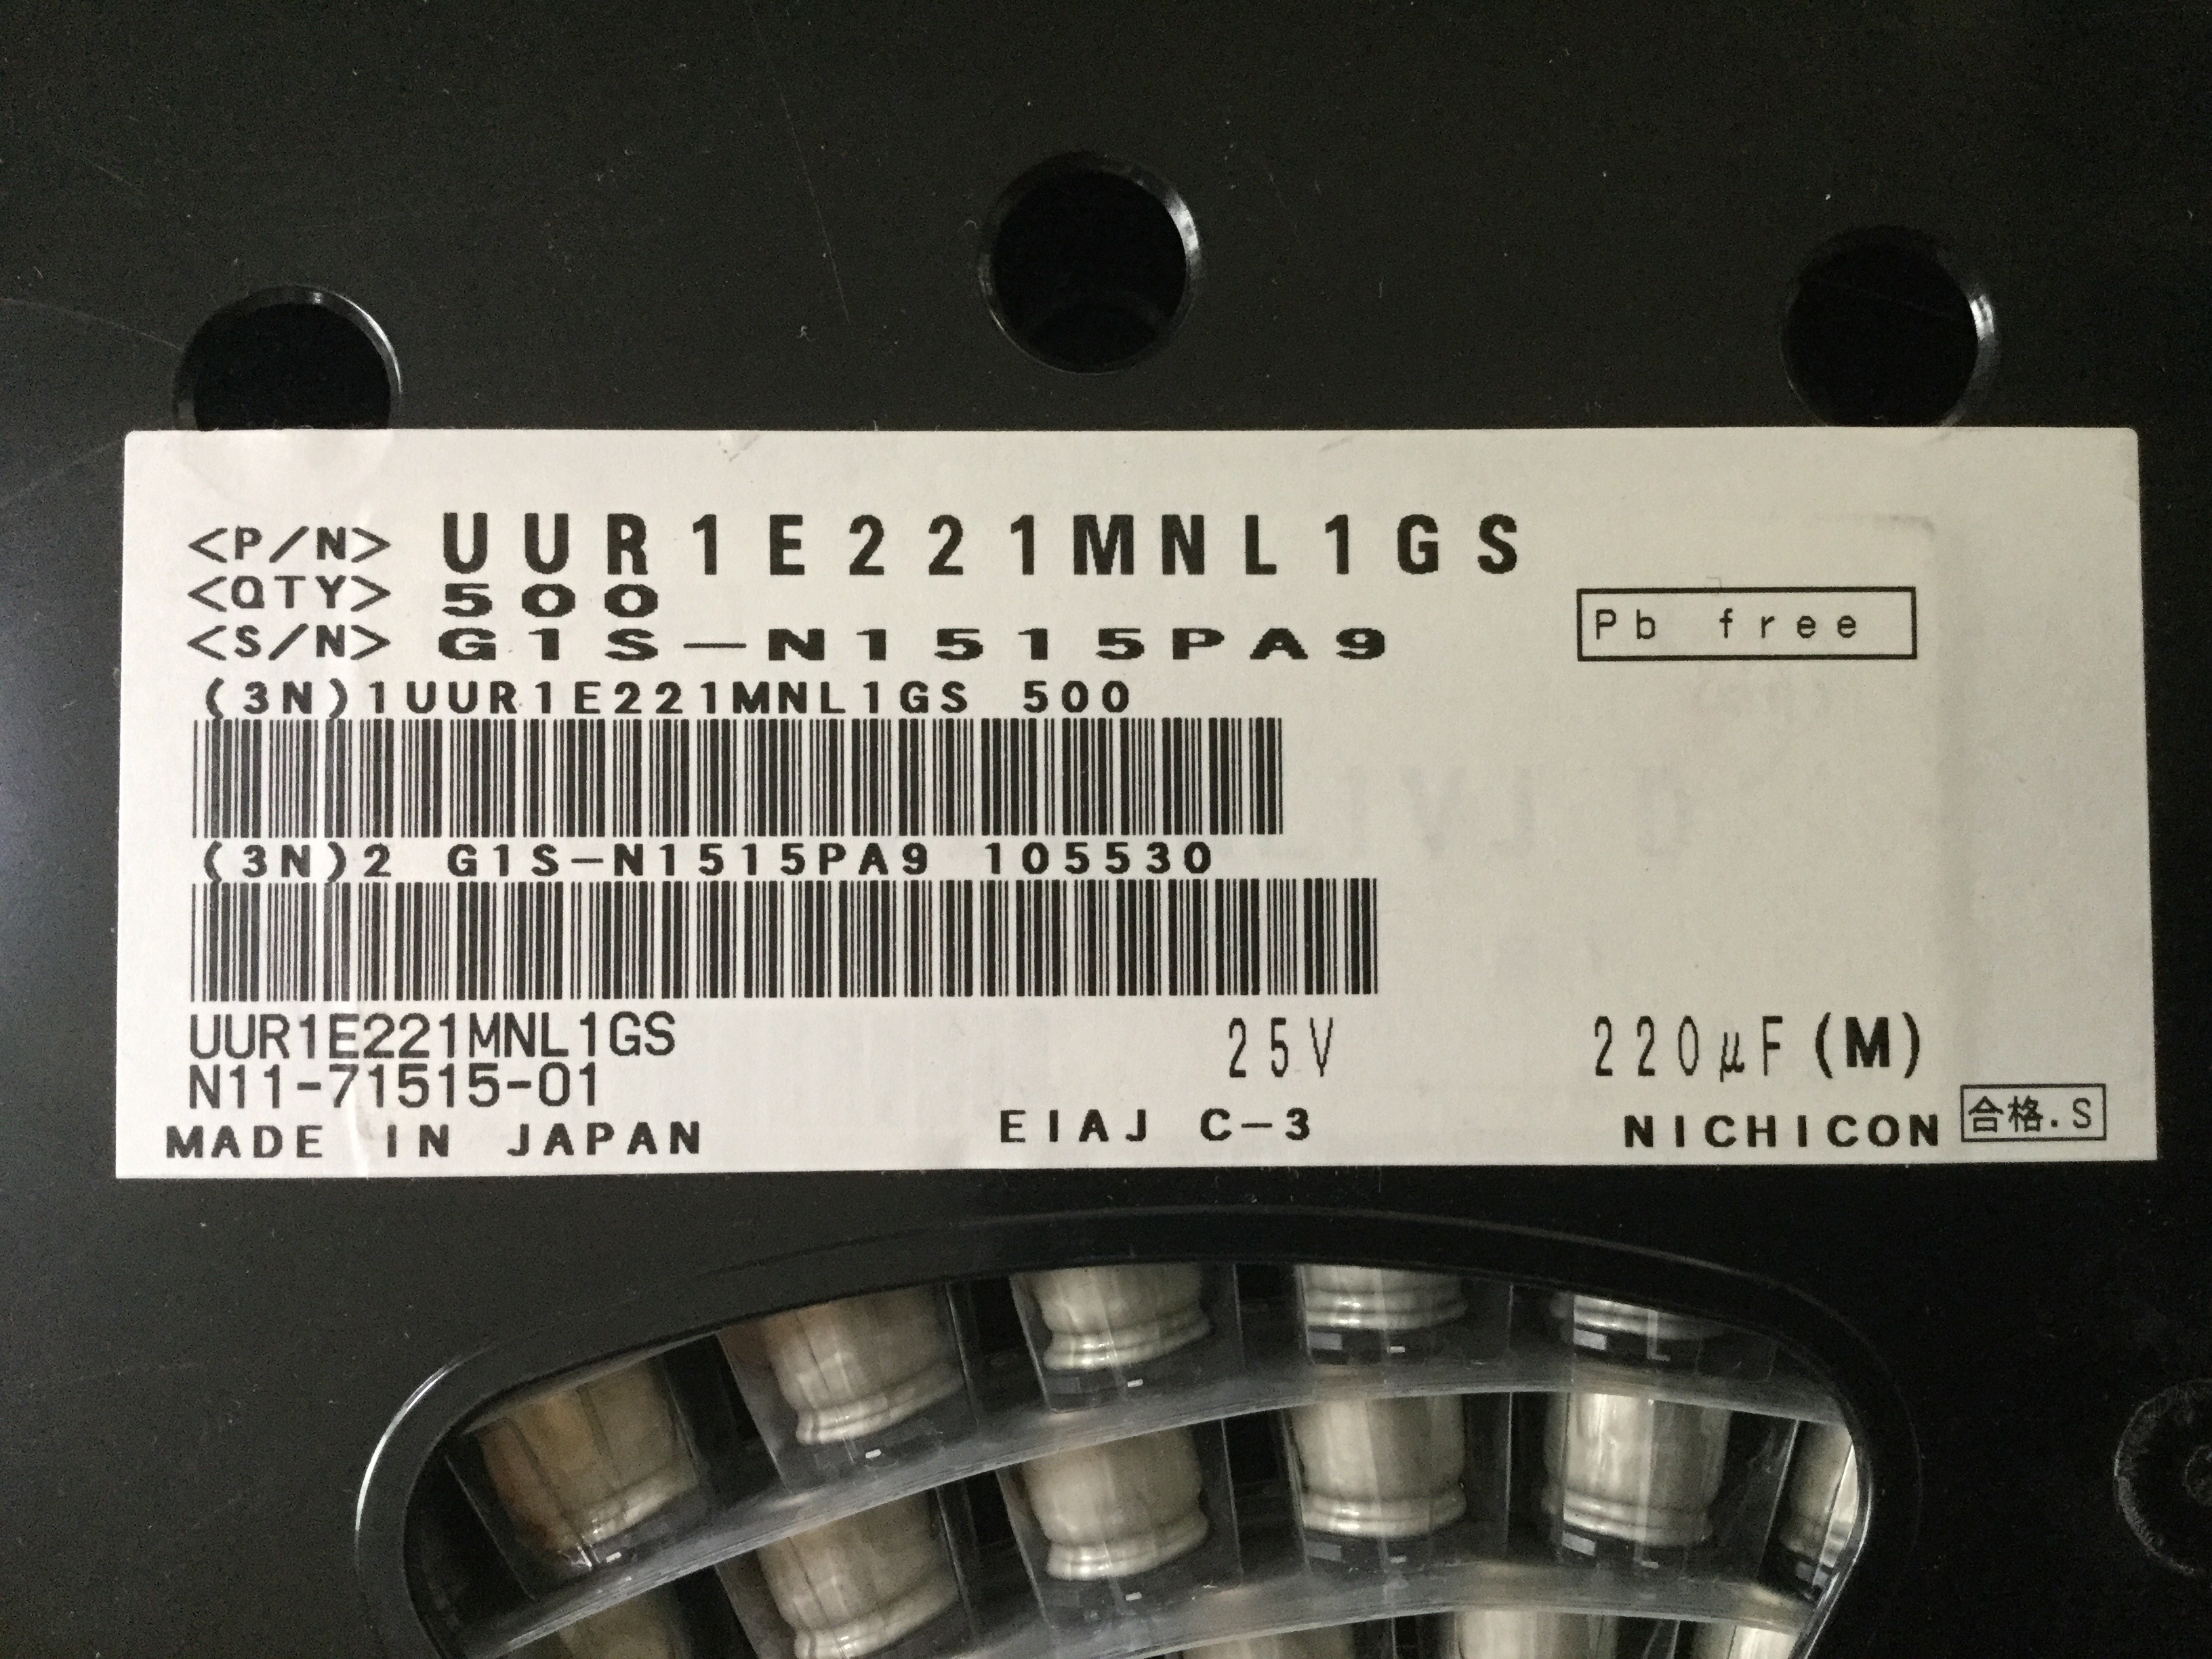 <P/N> UUR1E221MNL1GS
<QTY> 500
<S/N> G1S-N1515PA9
Pb free
(3N)1UUR1E221MNL1GS 500
(3N)2 G1S-N1515PA9 105530
UUR1E221MNL1GS 25V 220μF(M)
N11-71515-01
MADE IN JAPAN EIAJ C-3 NICHICON 合格.S